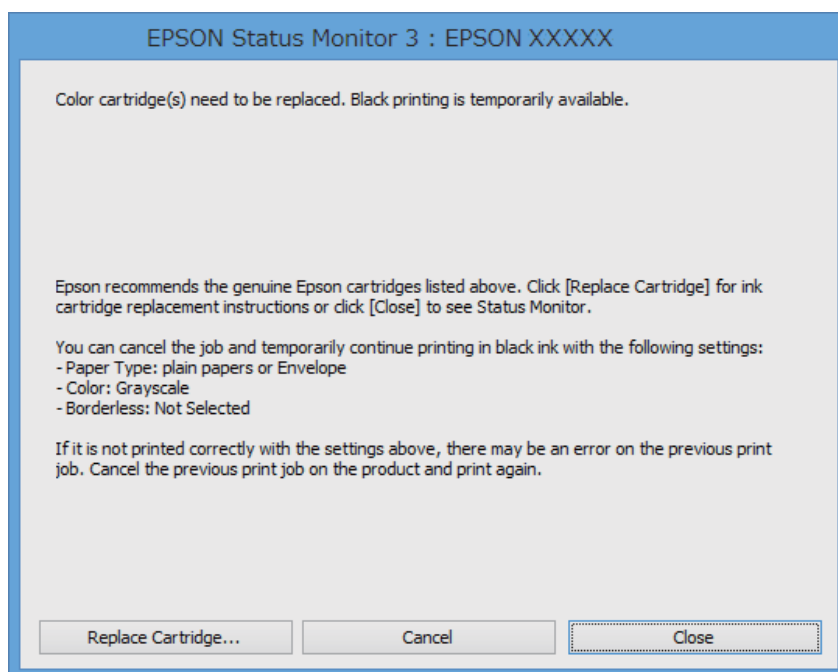 EPSON Status Monitor 3 : EPSON XXXXX
Color cartridge(s) need to be replaced. Black printing is temporarily available.
Epson recommends the genuine Epson cartridges listed above. Click [Replace Cartridge] for ink
cartridge replacement instructions or click [Close] to see Status Monitor.
You can cancel the job and temporarily continue printing in black ink with the following settings:
- Paper Type: plain papers or Envelope
- Color: Grayscale
- Borderless: Not Selected
If it is not printed correctly with the settings above, there may be an error on the previous print
job. Cancel the previous print job on the product and print again.
Replace Cartridge... Cancel Close